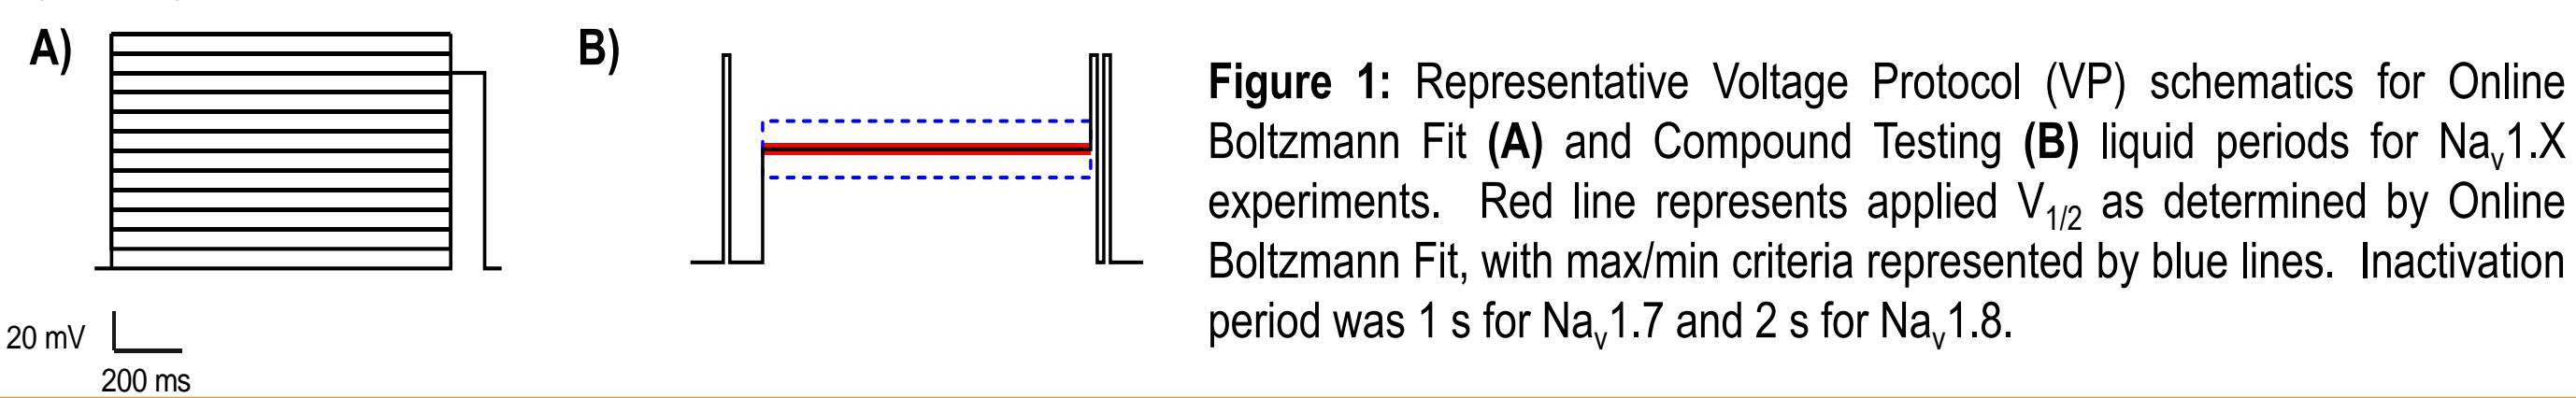 A)
B)
20 mV
200 ms
Figure 1: Representative Voltage Protocol (VP) schematics for Online
Boltzmann Fit (A) and Compound Testing (B) liquid periods for Nav1.X
experiments. Red line represents applied V1/2 as determined by Online
Boltzmann Fit, with max/min criteria represented by blue lines. Inactivation
period was 1 s for Nav1.7 and 2 s for Nav1.8.